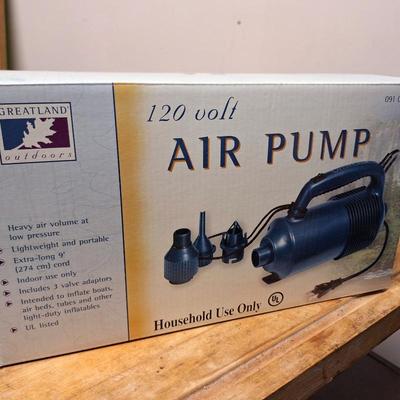 GREATLAND
outdoors
120 volt
AIR PUMP
091
Heavy air volume at
low pressure
Lightweight and portable
Extra-long 9'
(274 cm) cord
Indoor use only
Includes 3 valve adaptors
Intended to inflate boats,
air beds, tubes and other
light-duty inflatables
UL listed
Household Use Only
UL